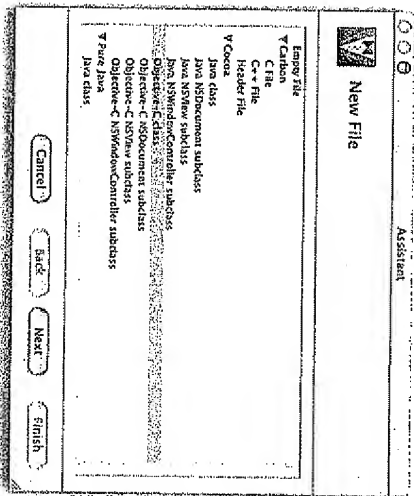 Assistant
New File
Empty File
▼ Carbon
C File
C++ File
Header File
▼ Cocoa
Java class
Java NSDocument subclass
Java NSView subclass
Java NSWindowController subclass
Objective-C class
Objective-C NSDocument subclass
Objective-C NSView subclass
Objective-C NSWindowController subclass
▼ Pure Java
Java class
Cancel
Back
Next
Finish